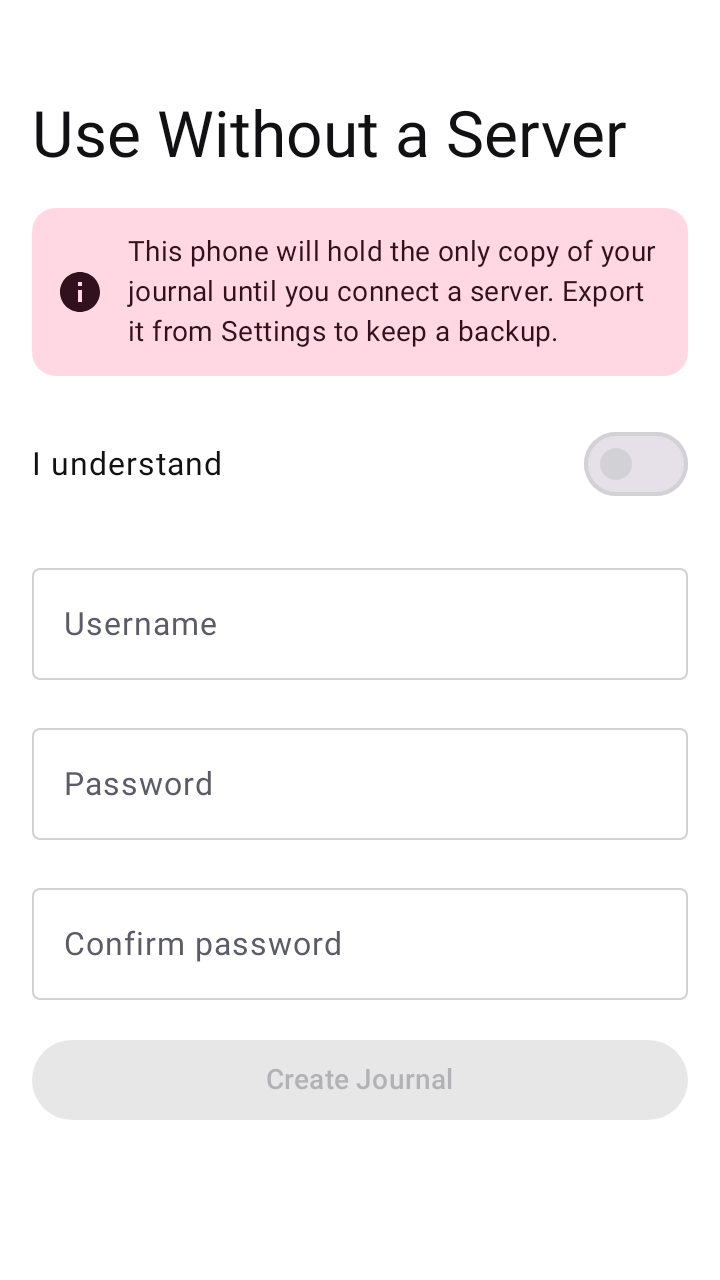 Use Without a Server
This phone will hold the only copy of your
journal until you connect a server. Export
it from Settings to keep a backup.
I understand
Username
Password
Confirm password
Create Journal